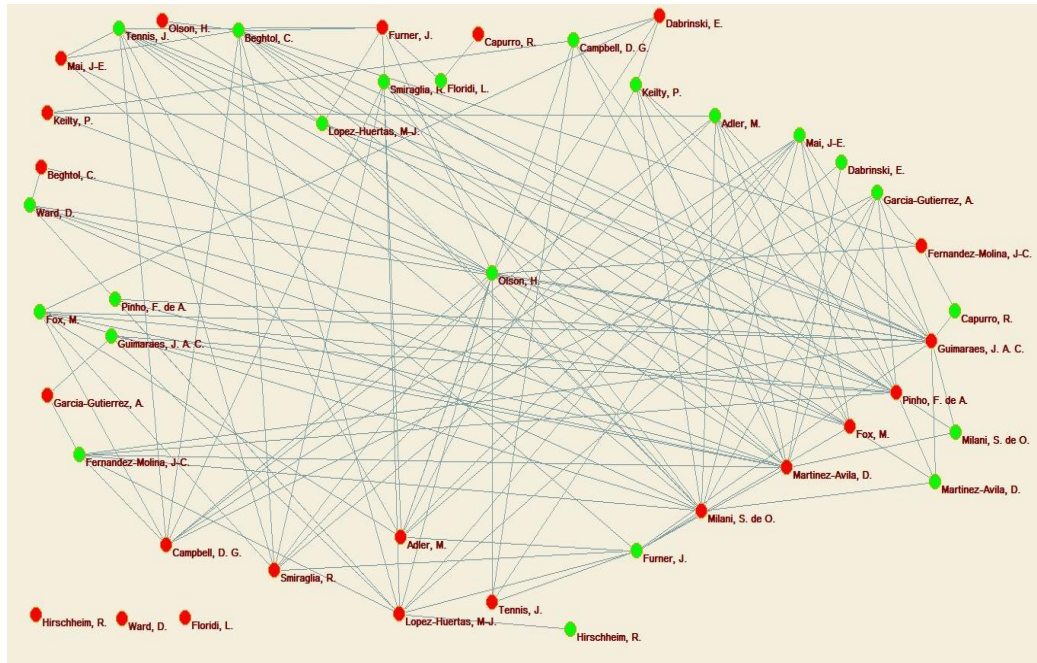 Olson, H.
Tennis, J.
Beghtol, C.
Furner, J.
Capurro, R.
Dabrinski, E.
Campbell, D. G.
Mai, J-E.
Smiraglia, R.
Floridi, L.
Keilty, P.
Keilty, P.
Adler, M.
Lopez-Huertas, M-J.
Mai, J-E.
Beghtol, C.
Dabrinski, E.
Garcia-Gutierrez, A.
Ward, D.
Fernandez-Molina, J-C.
Olson, H.
Pinho, F. de A.
Fox, M.
Capurro, R.
Guimaraes, J. A. C.
Guimaraes, J. A. C.
Garcia-Gutierrez, A.
Pinho, F. de A.
Fox, M.
Milani, S. de O.
Fernandez-Molina, J-C.
Martinez-Avila, D.
Martinez-Avila, D.
Milani, S. de O.
Campbell, D. G.
Adler, M.
Furner, J.
Smiraglia, R.
Tennis, J.
Lopez-Huertas, M-J.
Hirschheim, R.
Ward, D.
Floridi, L.
Hirschheim, R.